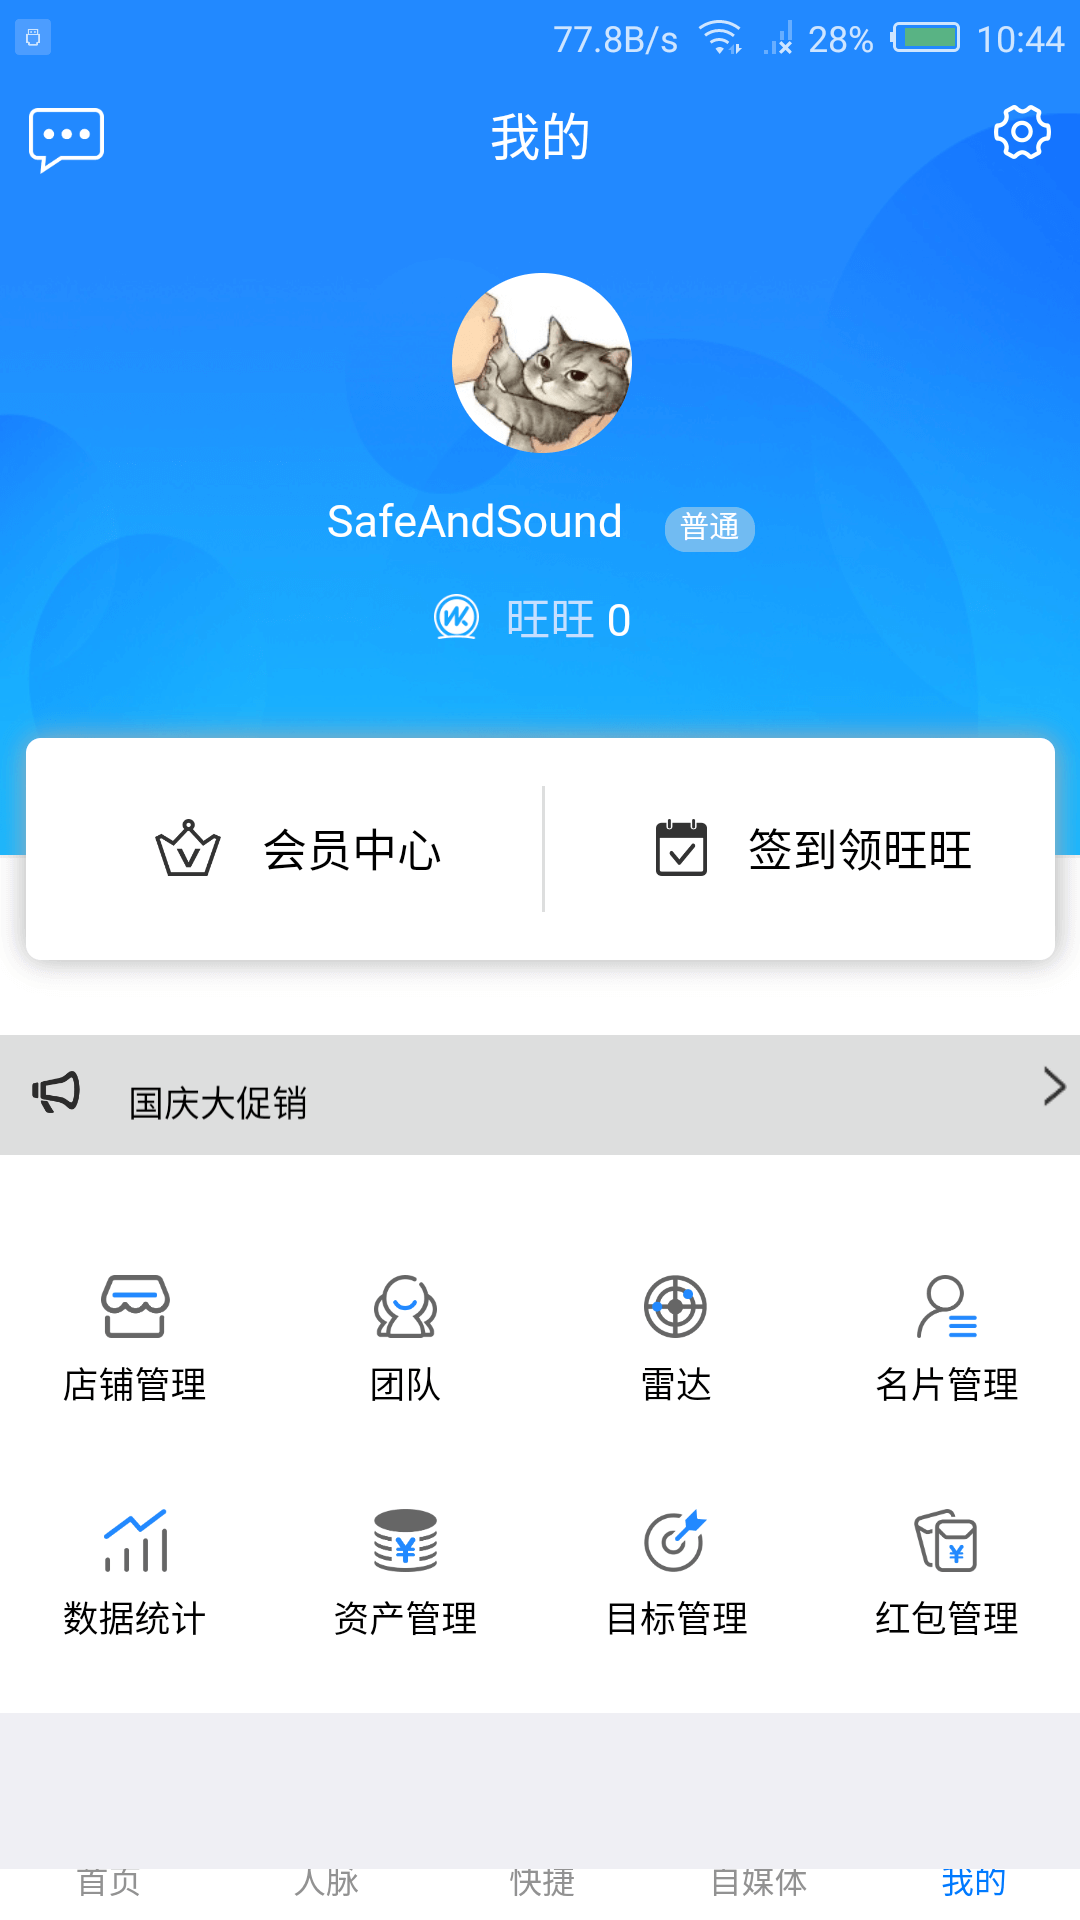 77.8B/s 28% 10:44
我的
SafeAndSound 普通
旺旺 0
会员中心 签到领旺旺
国庆大促销
店铺管理 团队 雷达 名片管理
数据统计 资产管理 目标管理 红包管理
首页 人脉 快捷 自媒体 我的